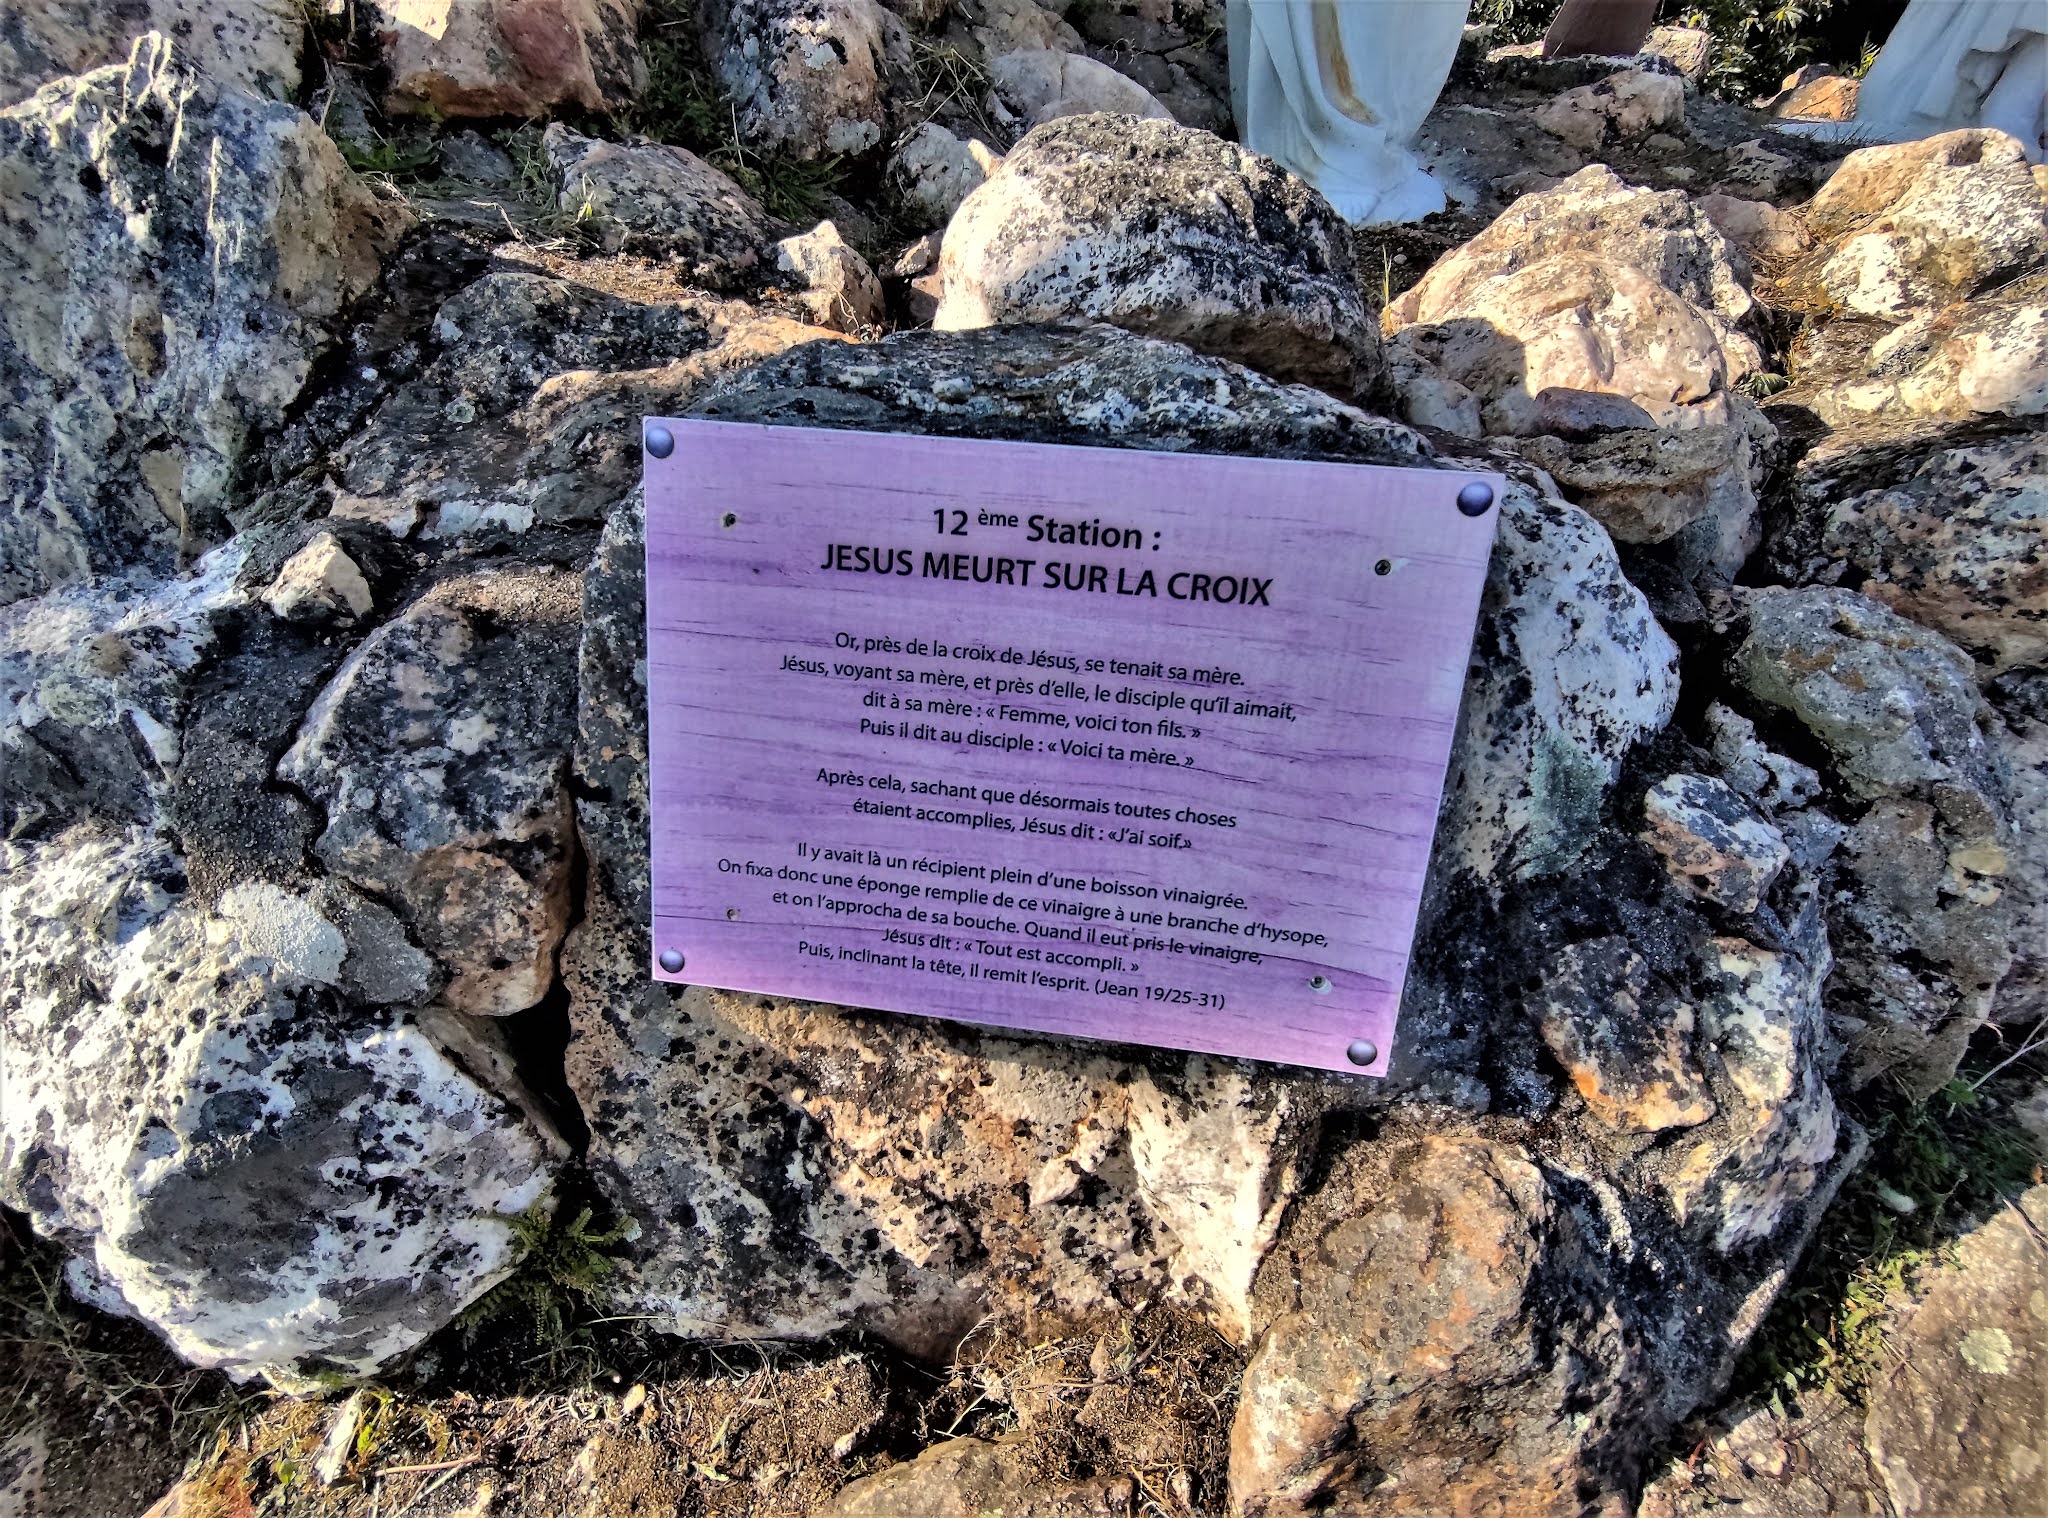 12 ème Station :
JESUS MEURT SUR LA CROIX
Or, près de la croix de Jésus, se tenait sa mère.
Jésus, voyant sa mère, et près d'elle, le disciple qu'il aimait,
dit à sa mère : « Femme, voici ton fils. »
Puis il dit au disciple : « Voici ta mère. »
Après cela, sachant que désormais toutes choses
étaient accomplies, Jésus dit : «J'ai soif.»
Il y avait là un récipient plein d'une boisson vinaigrée.
On fixa donc une éponge remplie de ce vinaigre à une branche d'hysope,
et on l'approcha de sa bouche. Quand il eut pris le vinaigre,
Jésus dit : « Tout est accompli. »
Puis, inclinant la tête, il remit l'esprit. (Jean 19/25-31)